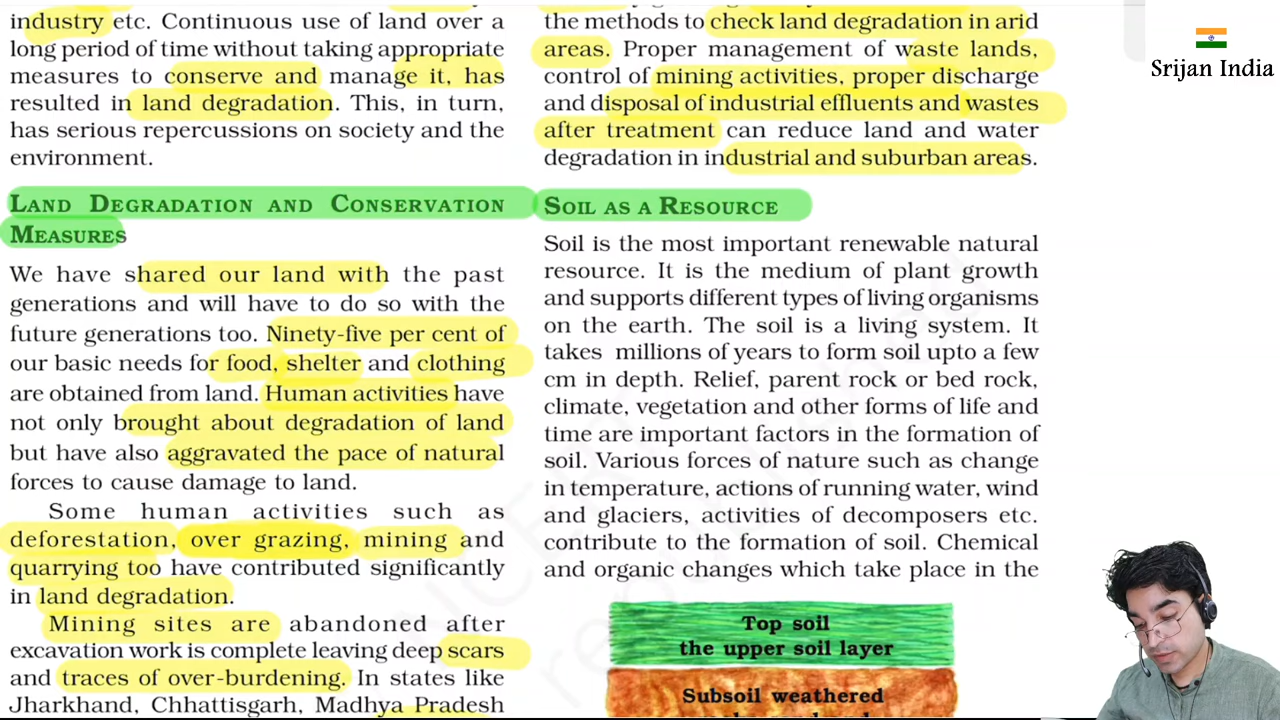 industry etc. Continuous use of land over a
long period of time without taking appropriate
measures to conserve and manage it, has
resulted in land degradation. This, in turn,
has serious repercussions on society and the
environment.
LAND DEGRADATION AND CONSERVATION
MEASURES
We have shared our land with the past
generations and will have to do so with the
future generations too. Ninety-five per cent of
our basic needs for food, shelter and clothing
are obtained from land. Human activities have
not only brought about degradation of land
but have also aggravated the pace of natural
forces to cause damage to land.
Some human activities such as
deforestation, over grazing, mining and
quarrying too have contributed significantly
in land degradation.
Mining sites are abandoned after
excavation work is complete leaving deep scars
and traces of over-burdening. In states like
Jharkhand, Chhattisgarh, Madhya Pradesh
the methods to check land degradation in arid
areas. Proper management of waste lands,
control of mining activities, proper discharge
and disposal of industrial effluents and wastes
after treatment can reduce land and water
degradation in industrial and suburban areas.
SOIL AS A RESOURCE
Soil is the most important renewable natural
resource. It is the medium of plant growth
and supports different types of living organisms
on the earth. The soil is a living system. It
takes millions of years to form soil upto a few
cm in depth. Relief, parent rock or bed rock,
climate, vegetation and other forms of life and
time are important factors in the formation of
soil. Various forces of nature such as change
in temperature, actions of running water, wind
and glaciers, activities of decomposers etc.
contribute to the formation of soil. Chemical
and organic changes which take place in the
Top soil
the upper soil layer
Subsoil weathered
Srijan India